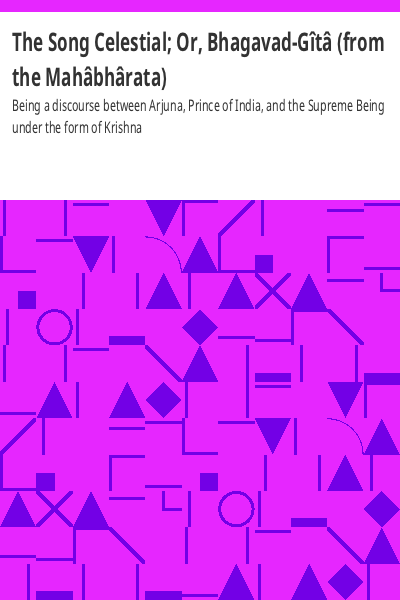 The Song Celestial; Or, Bhagavad-Gîtâ (from
the Mahâbhârata)
Being a discourse between Arjuna, Prince of India, and the Supreme Being
under the form of Krishna